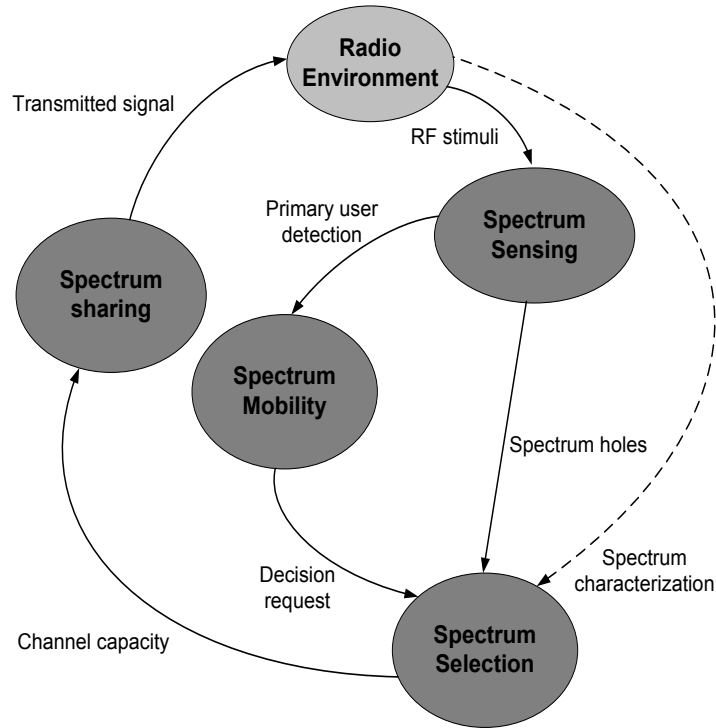 Radio
Environment
Transmitted signal
RF stimuli
Primary user
detection
Spectrum
Sensing
Spectrum
sharing
Spectrum
Mobility
Spectrum holes
Decision
request
Spectrum
characterization
Channel capacity
Spectrum
Selection